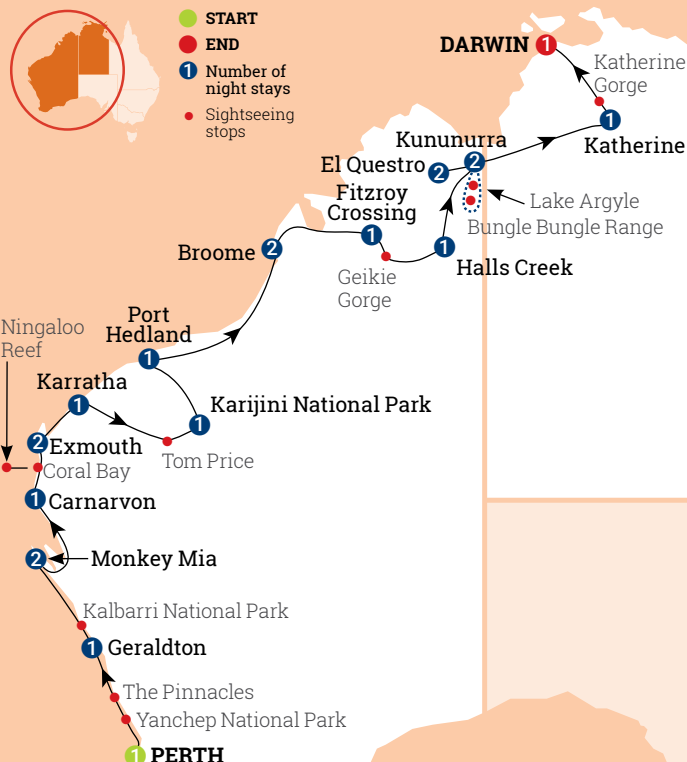 START
END
1 Number of
night stays
Sightseeing
stops
DARWIN 1
Katherine
Gorge
1
Katherine
Kununurra
2
El Questro 2
Fitzroy
Crossing
1
Lake Argyle
Bungle Bungle Range
Broome 2
1
Halls Creek
Geikie
Gorge
Port
Hedland
1
Ningaloo
Reef
Karratha
1
Karijini National Park
1
2 Exmouth
Tom Price
Coral Bay
1 Carnarvon
2 Monkey Mia
Kalbarri National Park
1 Geraldton
The Pinnacles
Yanchep National Park
1 PERTH